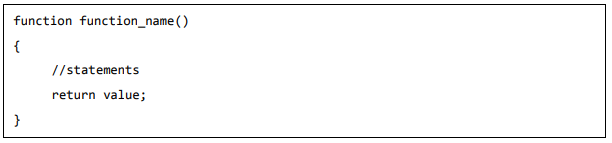 function function_name()
{
//statements
return value;
}